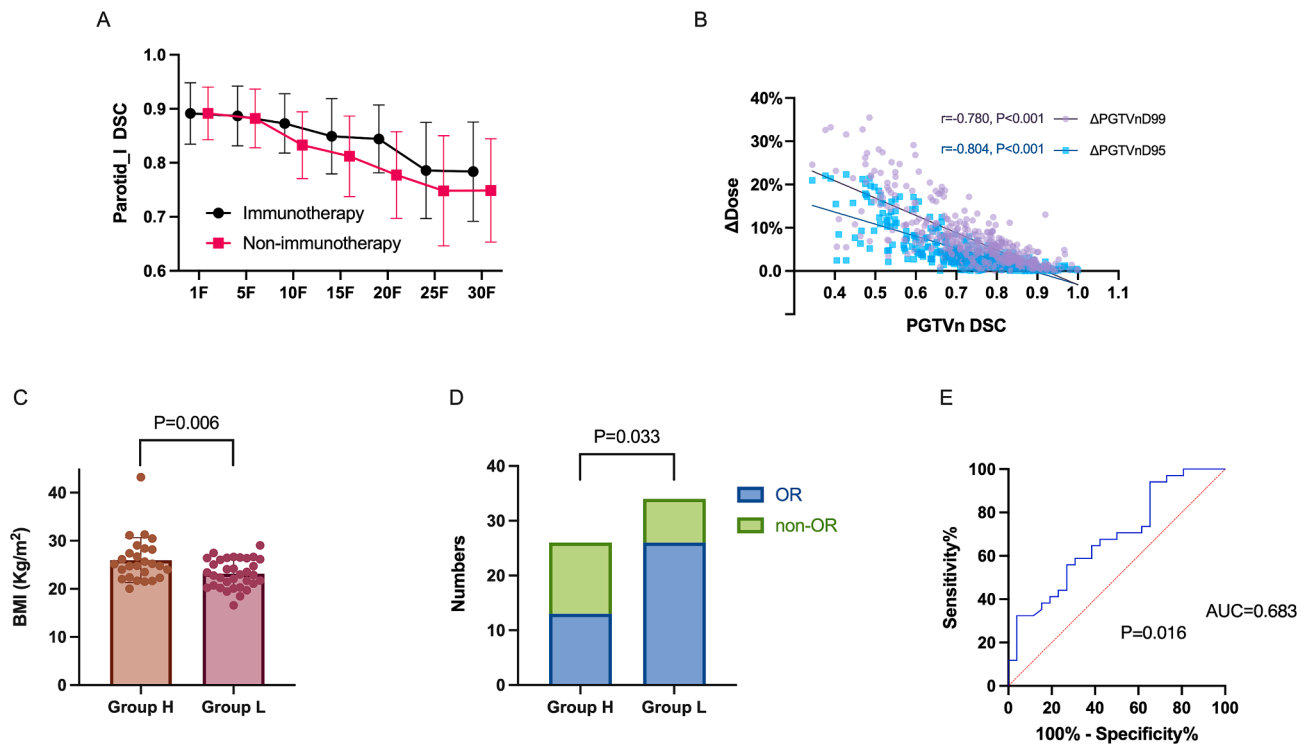 A
Parotid_l DSC
1.0
0.9
0.8
0.7
0.6
Immunotherapy
Non-immunotherapy
1F 5F 10F 15F 20F 25F 30F
B
ΔDose
40%
30%
20%
10%
0.0
r=-0.780, P<0.001 ΔPGTVnD99
r=-0.804, P<0.001 ΔPGTVnD95
0.4 0.5 0.6 0.7 0.8 0.9 1.0 1.1
PGTVn DSC
C
P=0.006
BMI (Kg/m²)
40
30
20
10
0
Group H Group L
D
P=0.033
Numbers
40
30
20
10
0
OR
non-OR
Group H Group L
E
Sensitivity%
100
80
60
40
20
0
AUC=0.683
P=0.016
0 20 40 60 80 100
100% - Specificity%